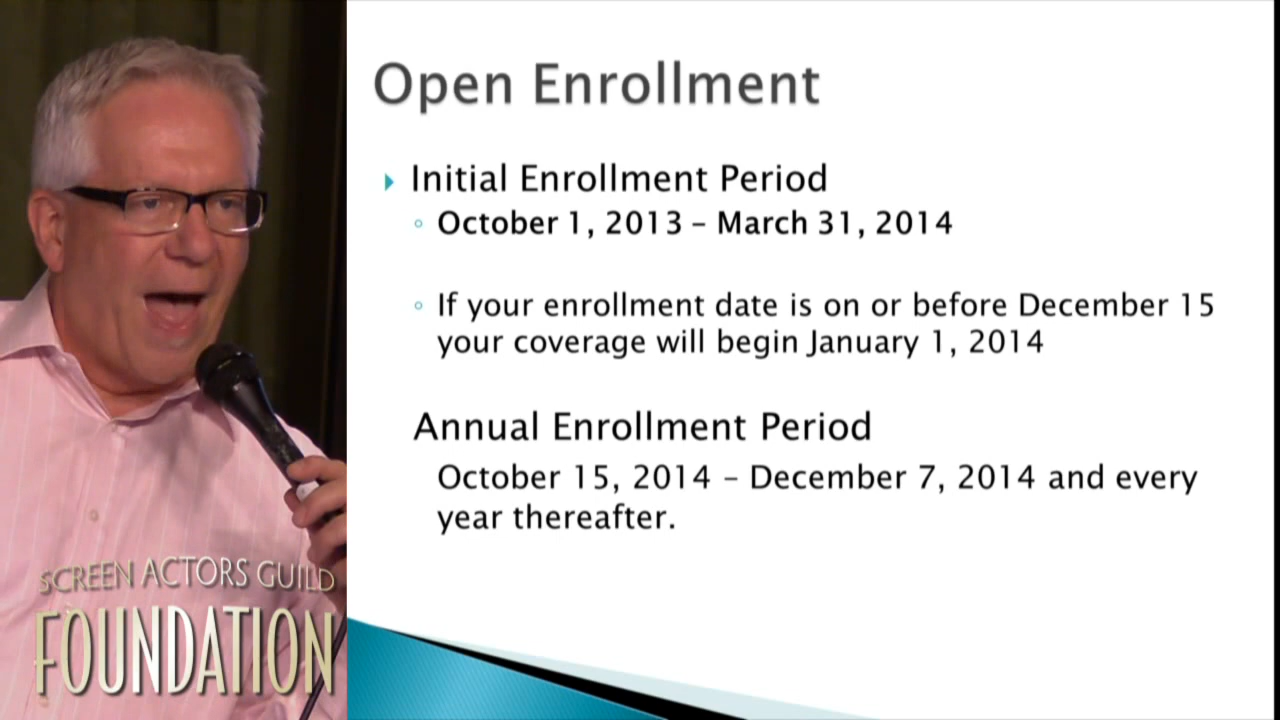 Open Enrollment
Initial Enrollment Period
October 1, 2013 – March 31, 2014
If your enrollment date is on or before December 15
your coverage will begin January 1, 2014
Annual Enrollment Period
October 15, 2014 – December 7, 2014 and every
year thereafter.
SCREEN ACTORS GUILD
FOUNDATION